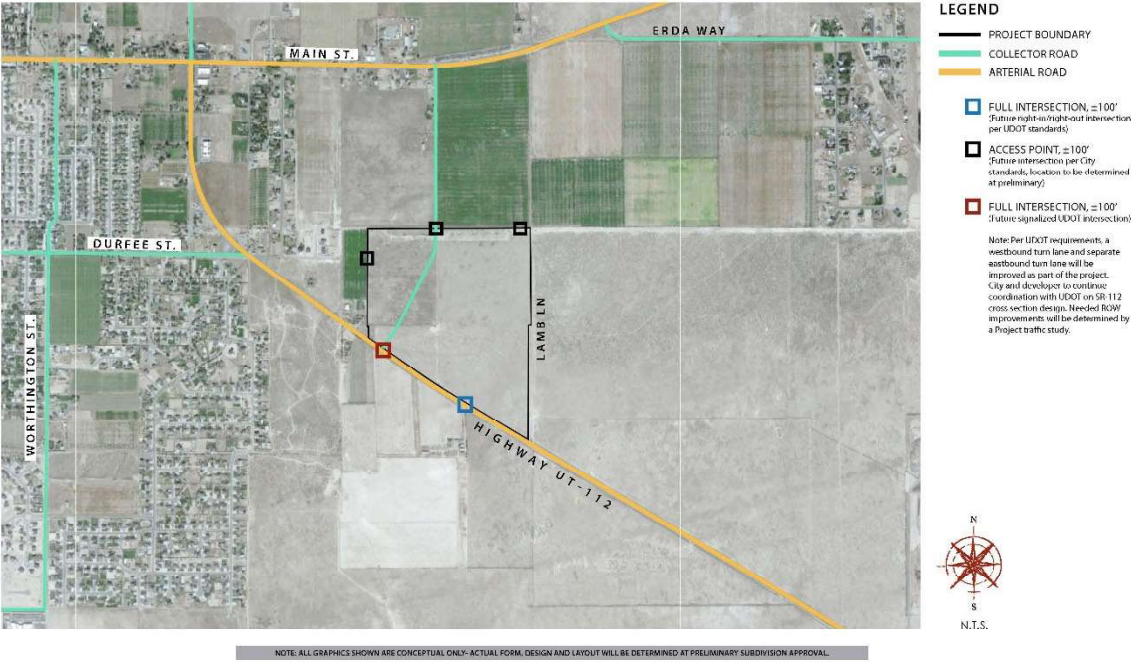 MAIN ST.
ERDA WAY
DURFEE ST.
WORTHINGTON ST.
LAMB LN
HIGHWAY UT-112
LEGEND
PROJECT BOUNDARY
COLLECTOR ROAD
ARTERIAL ROAD
FULL INTERSECTION, ±100'
(Future right-in/right-out intersection
per UDOT standards)
ACCESS POINT, ±100'
(Future intersection per City
standards, location to be determined
at preliminary)
FULL INTERSECTION, ±100'
(Future signalized UDOT intersection)
Note: Per UDOT requirements, a
westbound turn lane and separate
eastbound turn lane will be
improved as part of the project.
City and developer to continue
coordination with UDOT on SR-112
cross section design. Needed ROW
improvements will be determined by
a Project traffic study.
N
S
N.T.S.
NOTE: ALL GRAPHICS SHOWN ARE CONCEPTUAL ONLY- ACTUAL FORM, DESIGN AND LAYOUT WILL BE DETERMINED AT PRELIMINARY SUBDIVISION APPROVAL.